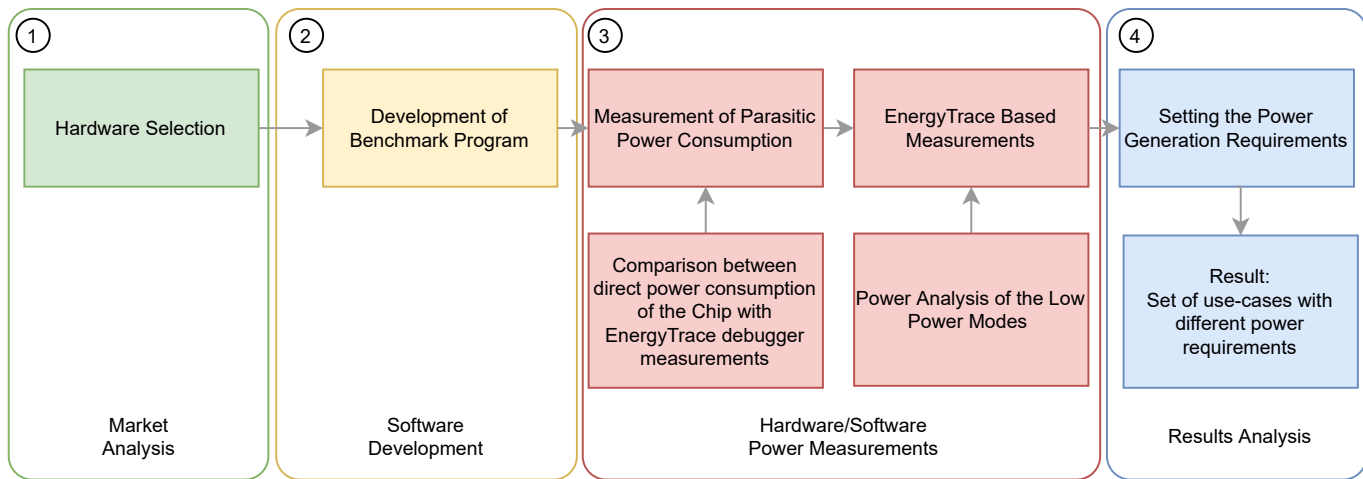 1
Hardware Selection
Market
Analysis
2
Development of
Benchmark Program
Software
Development
3
Measurement of Parasitic
Power Consumption
EnergyTrace Based
Measurements
Comparison between
direct power consumption
of the Chip with
EnergyTrace debugger
measurements
Power Analysis of the Low
Power Modes
Hardware/Software
Power Measurements
4
Setting the Power
Generation Requirements
Result:
Set of use-cases with
different power
requirements
Results Analysis